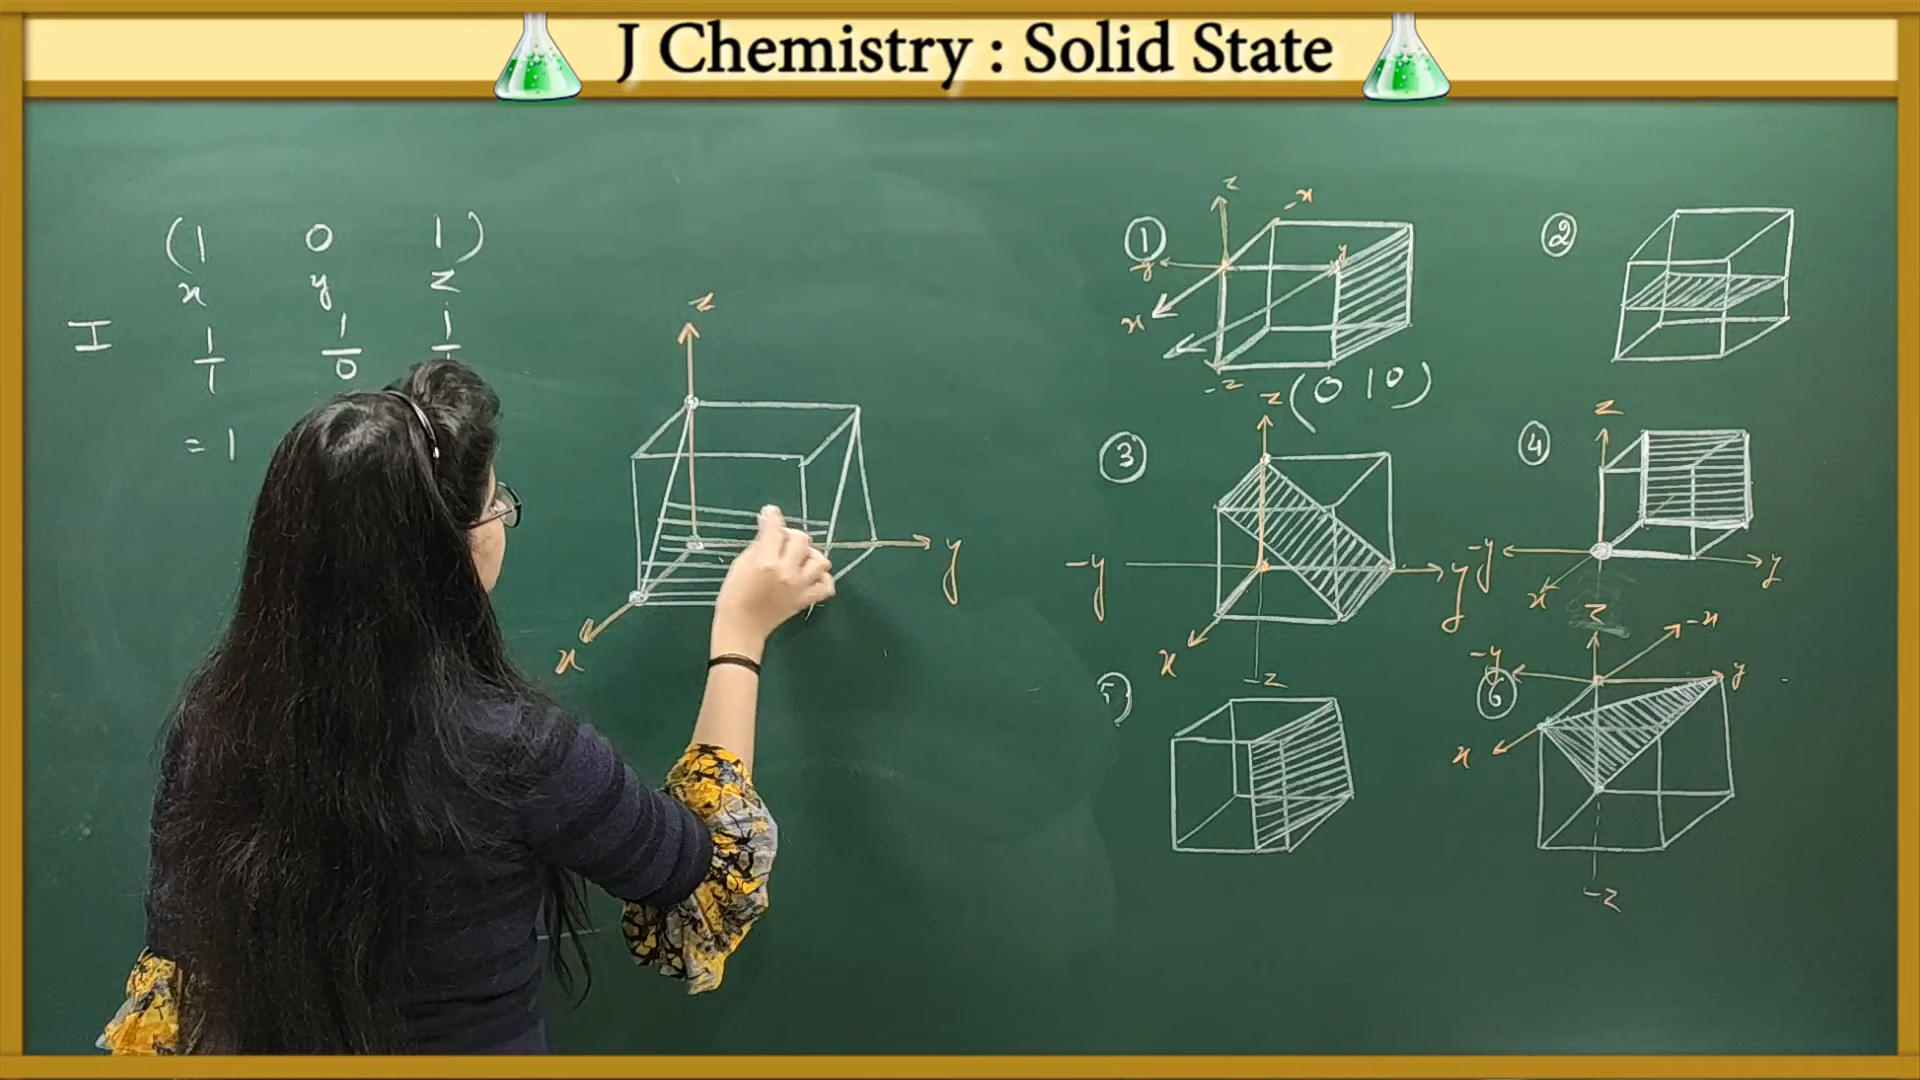 J Chemistry : Solid State
(1 0 1)
x y z
I 1/1 1/0 1/
= 1
z
y
x
①
z
-x
y
y
x
-z
(0 1 0)
②
③
z
-y
y
x
-z
④
z
-y
y
x
5
⑥
z
-x
-y
y
x
-z